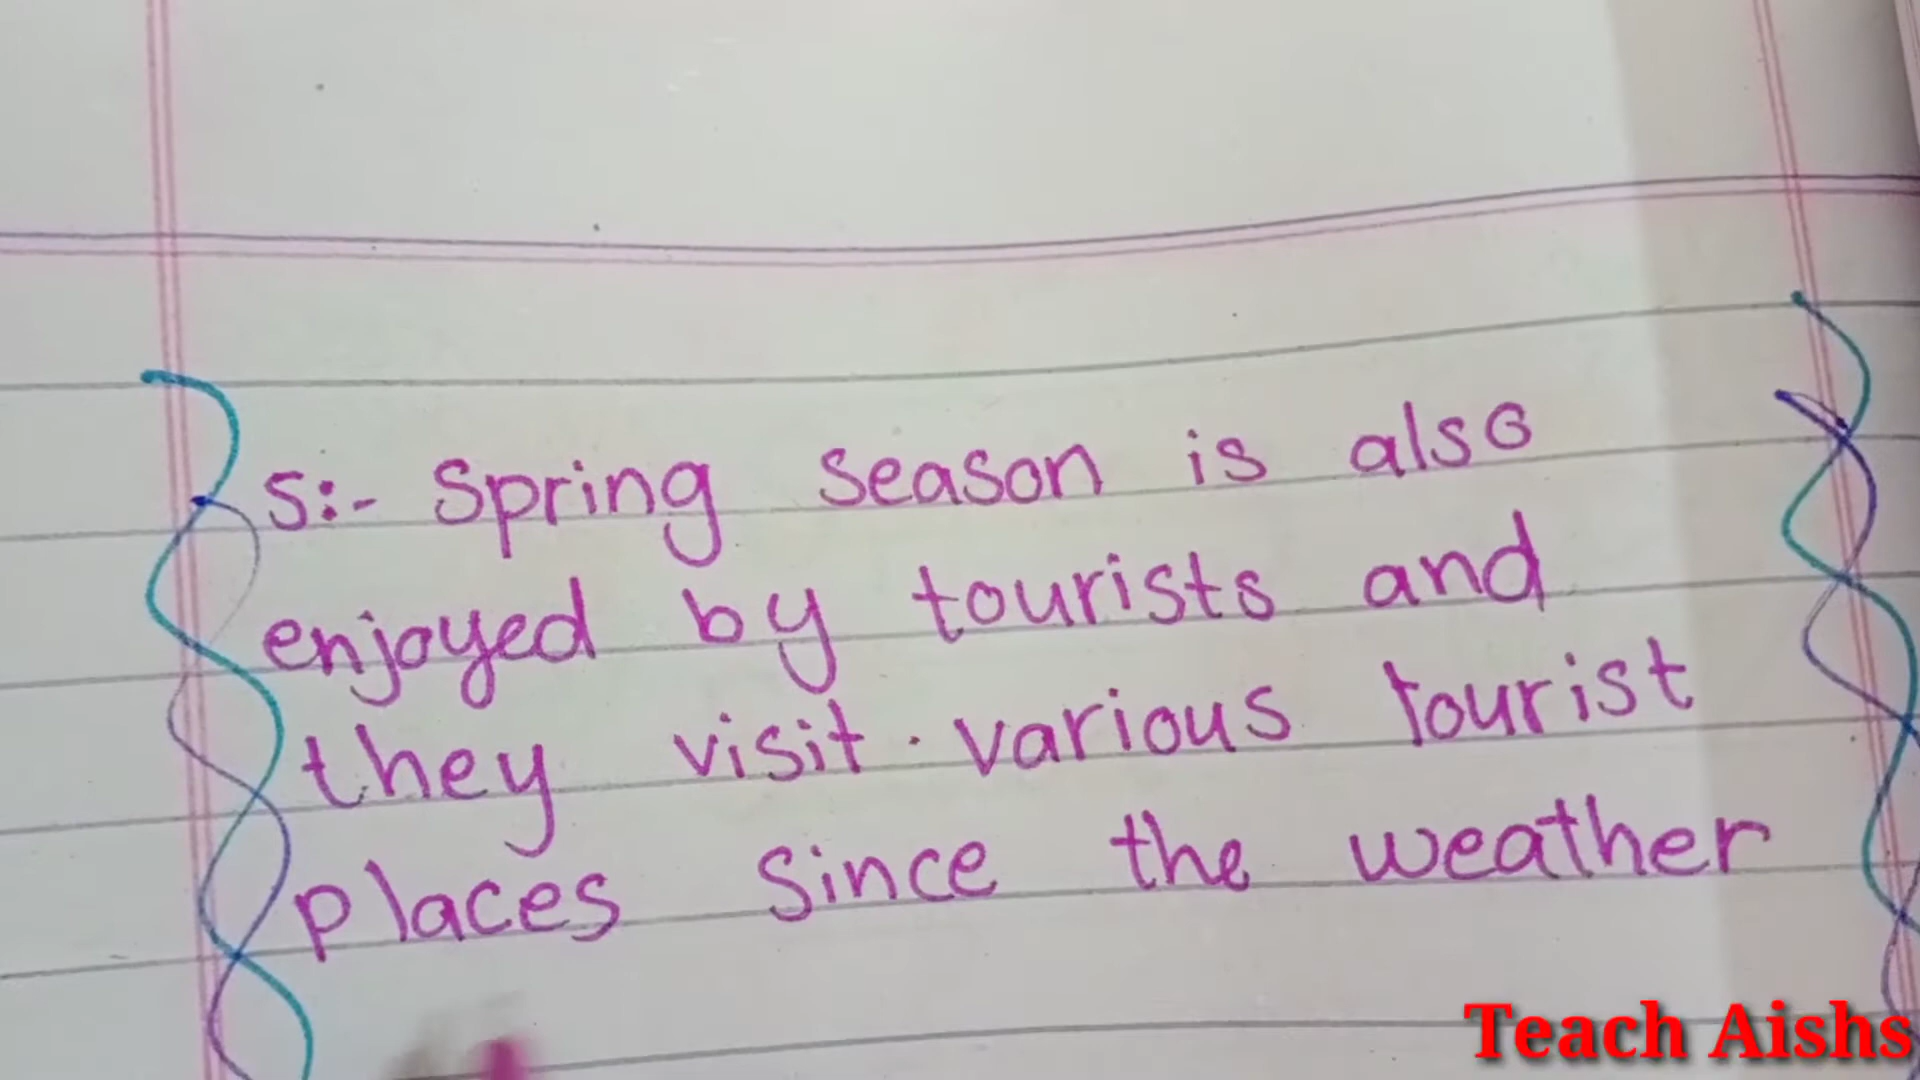 5:- Spring season is also
enjoyed by tourists and
they visit various tourist
places since the weather
Teach Aishs